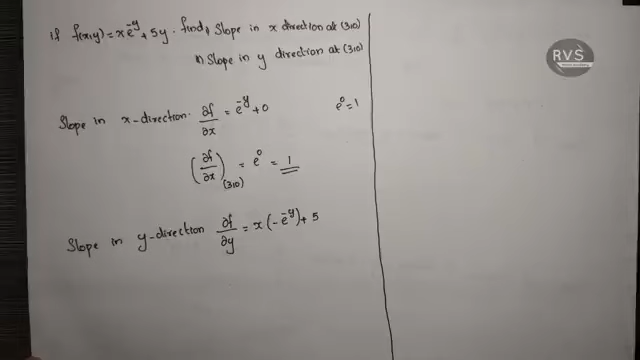 if f(x,y) = xe^-y + 5y. find i, Slope in x direction at (3,0)
ii Slope in y direction at (3,0)
RVS
Slope in x-direction. ∂f/∂x = e^-y + 0
e^0 = 1
(∂f/∂x)(3,0) = e^0 = 1
Slope in y-direction ∂f/∂y = x(-e^-y) + 5